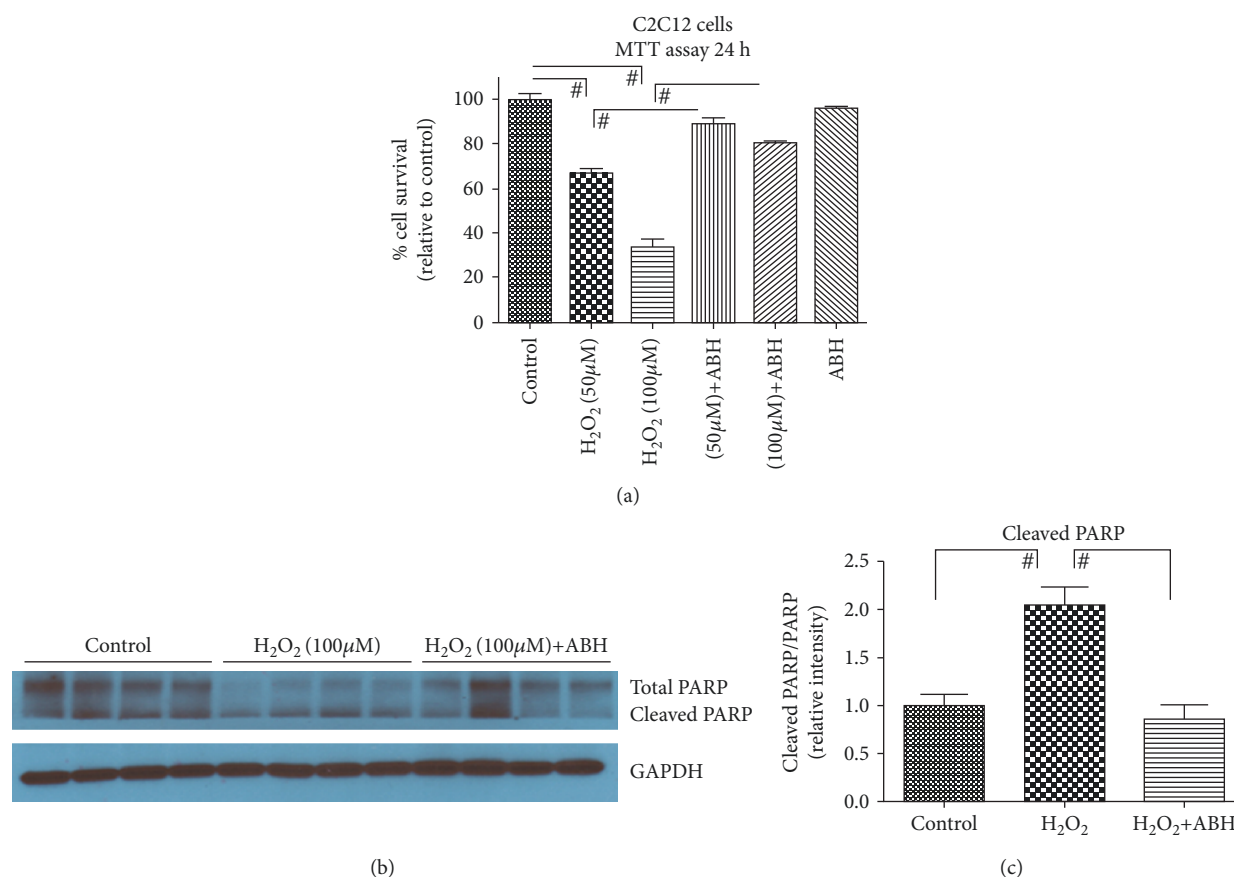 C2C12 cells
MTT assay 24 h
% cell survival
(relative to control)
100
80
60
40
20
0
#
#
#
#
Control
H₂O₂ (50μM)
H₂O₂ (100μM)
(50μM)+ABH
(100μM)+ABH
ABH
(a)
Control
H₂O₂ (100μM)
H₂O₂ (100μM)+ABH
Total PARP
Cleaved PARP
GAPDH
(b)
Cleaved PARP
Cleaved PARP/PARP
(relative intensity)
2.5
2.0
1.5
1.0
0.5
0.0
#
#
Control
H₂O₂
H₂O₂+ABH
(c)